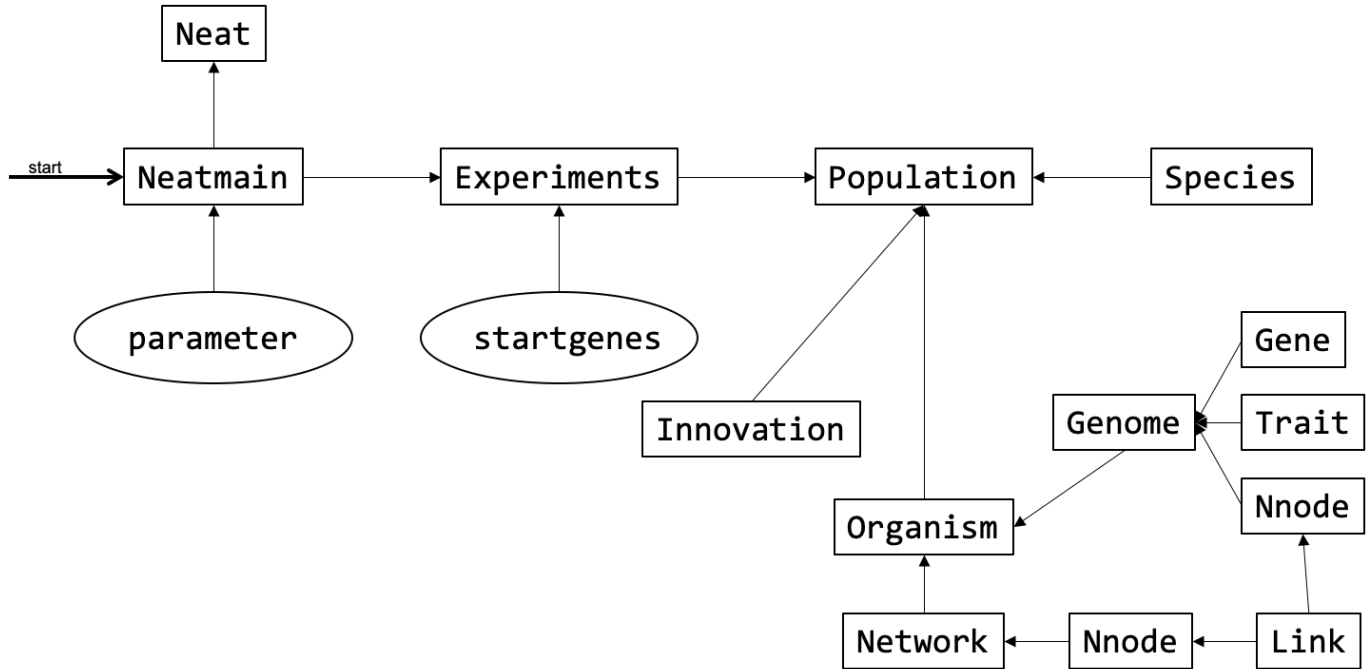 Neat
start
Neatmain
Experiments
Population
Species
parameter
startgenes
Gene
Innovation
Genome
Trait
Nnode
Organism
Network
Nnode
Link